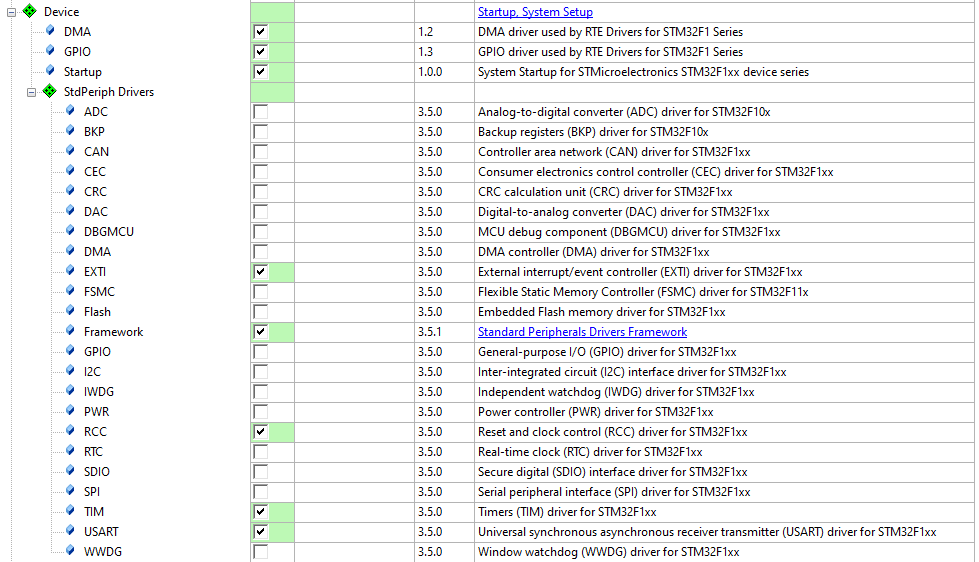 Device Startup, System Setup
DMA 1.2 DMA driver used by RTE Drivers for STM32F1 Series
GPIO 1.3 GPIO driver used by RTE Drivers for STM32F1 Series
Startup 1.0.0 System Startup for STMicroelectronics STM32F1xx device series
StdPeriph Drivers
ADC 3.5.0 Analog-to-digital converter (ADC) driver for STM32F10x
BKP 3.5.0 Backup registers (BKP) driver for STM32F10x
CAN 3.5.0 Controller area network (CAN) driver for STM32F1xx
CEC 3.5.0 Consumer electronics control controller (CEC) driver for STM32F1xx
CRC 3.5.0 CRC calculation unit (CRC) driver for STM32F1xx
DAC 3.5.0 Digital-to-analog converter (DAC) driver for STM32F1xx
DBGMCU 3.5.0 MCU debug component (DBGMCU) driver for STM32F1xx
DMA 3.5.0 DMA controller (DMA) driver for STM32F1xx
EXTI 3.5.0 External interrupt/event controller (EXTI) driver for STM32F1xx
FSMC 3.5.0 Flexible Static Memory Controller (FSMC) driver for STM32F11x
Flash 3.5.0 Embedded Flash memory driver for STM32F1xx
Framework 3.5.1 Standard Peripherals Drivers Framework
GPIO 3.5.0 General-purpose I/O (GPIO) driver for STM32F1xx
I2C 3.5.0 Inter-integrated circuit (I2C) interface driver for STM32F1xx
IWDG 3.5.0 Independent watchdog (IWDG) driver for STM32F1xx
PWR 3.5.0 Power controller (PWR) driver for STM32F1xx
RCC 3.5.0 Reset and clock control (RCC) driver for STM32F1xx
RTC 3.5.0 Real-time clock (RTC) driver for STM32F1xx
SDIO 3.5.0 Secure digital (SDIO) interface driver for STM32F1xx
SPI 3.5.0 Serial peripheral interface (SPI) driver for STM32F1xx
TIM 3.5.0 Timers (TIM) driver for STM32F1xx
USART 3.5.0 Universal synchronous asynchronous receiver transmitter (USART) driver for STM32F1xx
WWDG 3.5.0 Window watchdog (WWDG) driver for STM32F1xx